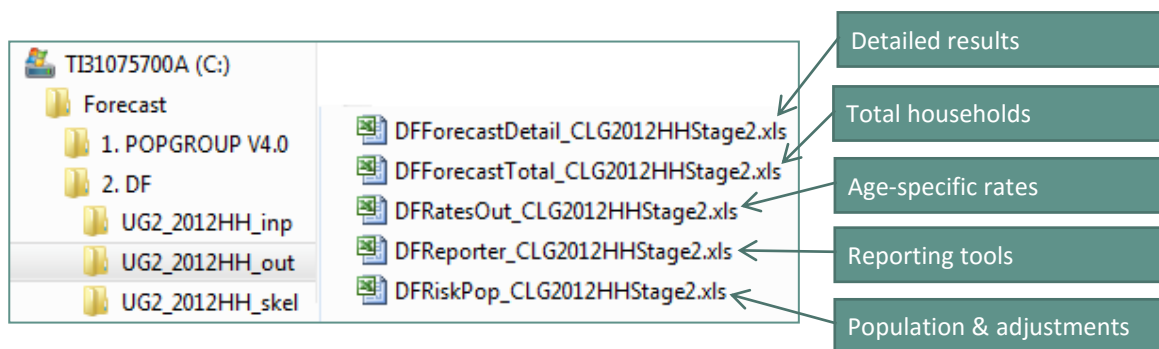 TI31075700A (C:)
Forecast
1. POPGROUP V4.0
2. DF
UG2_2012HH_inp
UG2_2012HH_out
UG2_2012HH_skel
DFForecastDetail_CLG2012HHStage2.xls
DFForecastTotal_CLG2012HHStage2.xls
DFRatesOut_CLG2012HHStage2.xls
DFReporter_CLG2012HHStage2.xls
DFRiskPop_CLG2012HHStage2.xls
Detailed results
Total households
Age-specific rates
Reporting tools
Population & adjustments